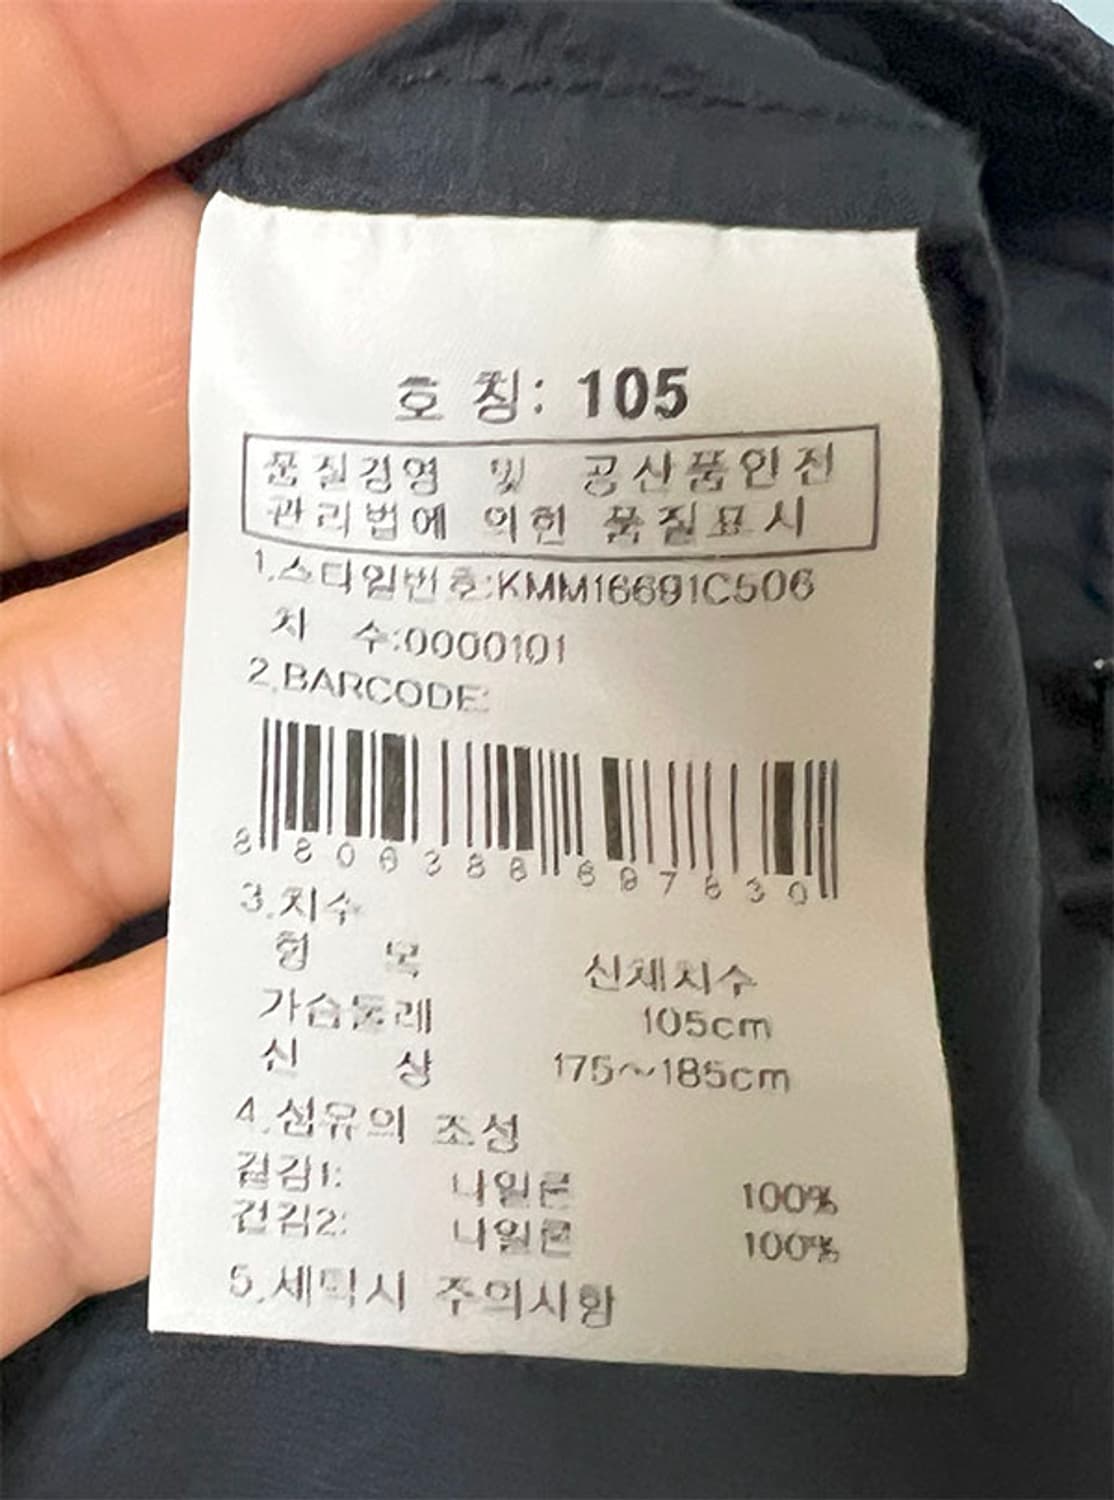 호 칭: 105
품질경영 및 공산품안전
관리법에 의한 품질표시
1.스타일번호:KMM16691C506
치 수:0000101
2.BARCODE:
8 806388 697830
3.치수
항 목 신체치수
가슴둘레 105cm
신 장 175~185cm
4.섬유의 조성
겉감1: 나일론 100%
겉감2: 나일론 100%
5.세탁시 주의사항